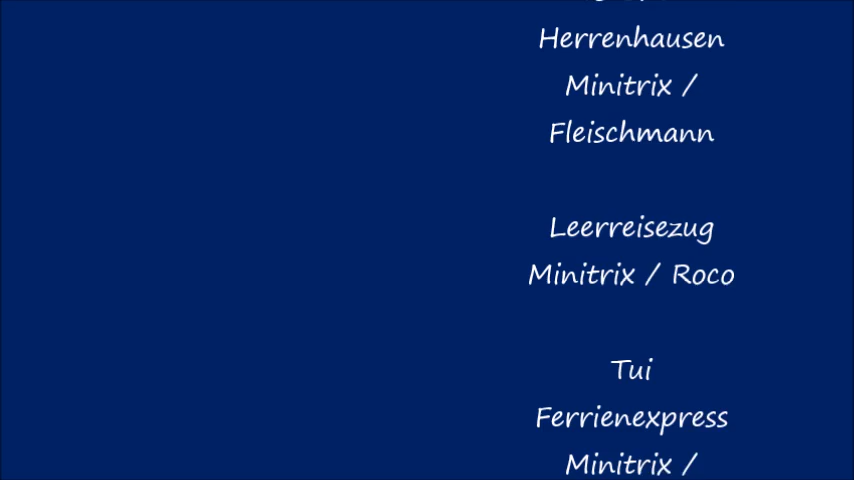 Herrenhausen
Minitrix /
Fleischmann
Leerreisezug
Minitrix / Roco
Tui
Ferrienexpress
Minitrix /